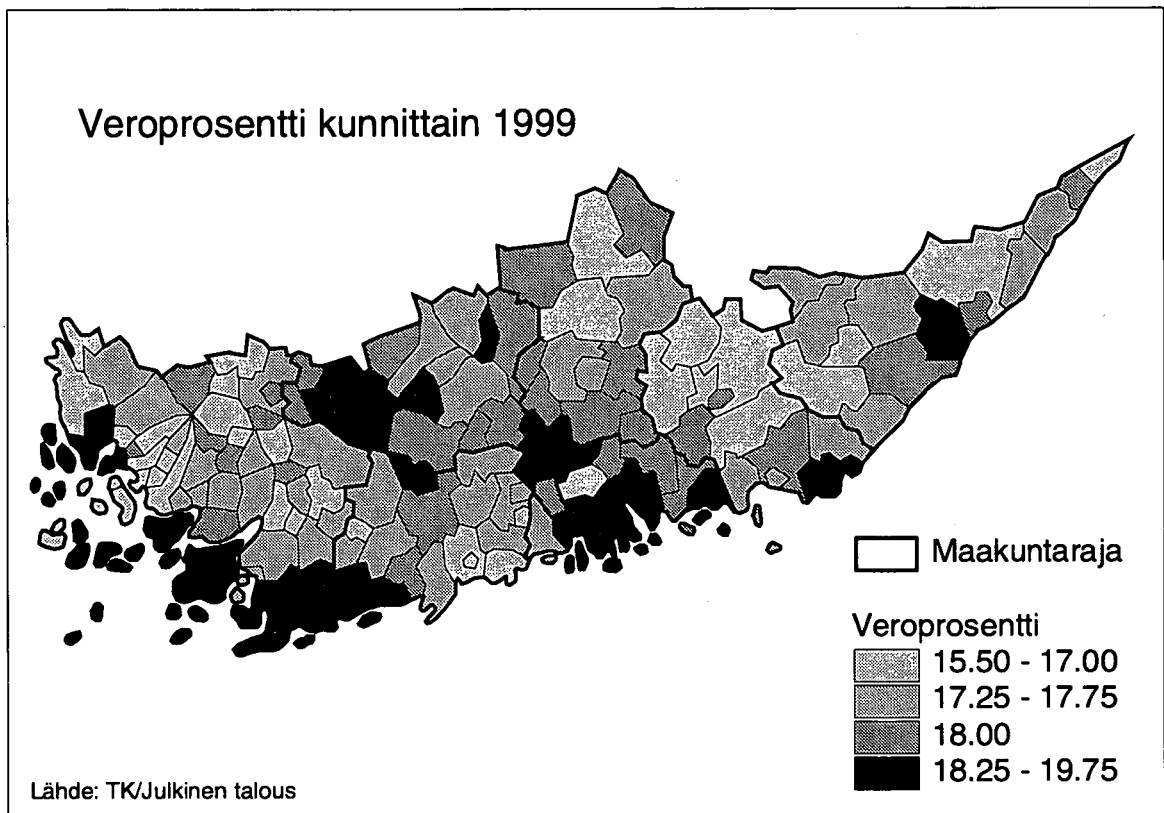 Veroprosentti kunnittain 1999
Maakuntaraja
Veroprosentti
15.50 - 17.00
17.25 - 17.75
18.00
18.25 - 19.75
Lähde: TK/Julkinen talous